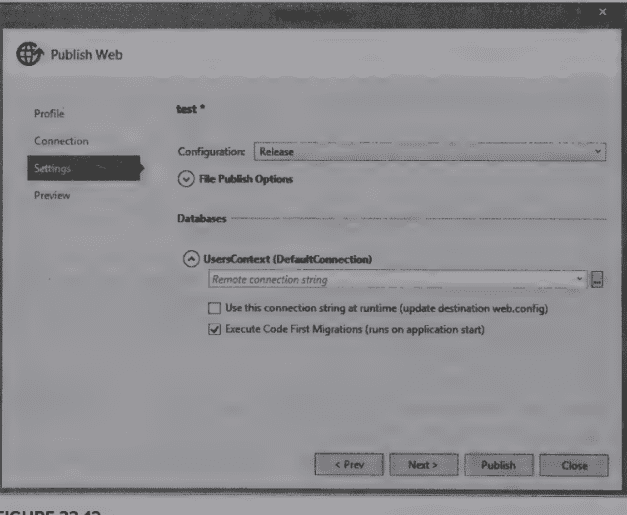 Publish Web
Profile
Connection
Settings
Preview
test *
Configuration: Release
File Publish Options
Databases
UsersContext (DefaultConnection)
Remote connection string
Use this connection string at runtime (update destination web.config)
Execute Code First Migrations (runs on application start)
< Prev
Next >
Publish
Close